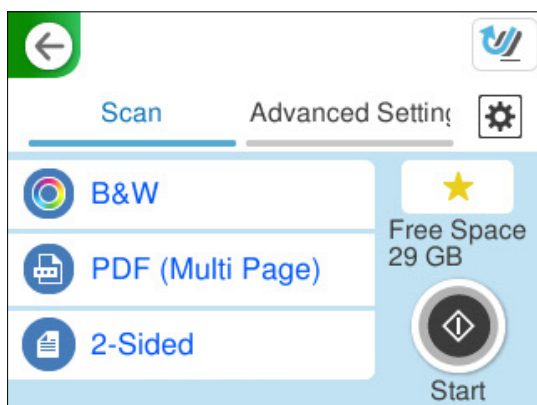 Scan
Advanced Setting
B&W
PDF (Multi Page)
2-Sided
Free Space
29 GB
Start